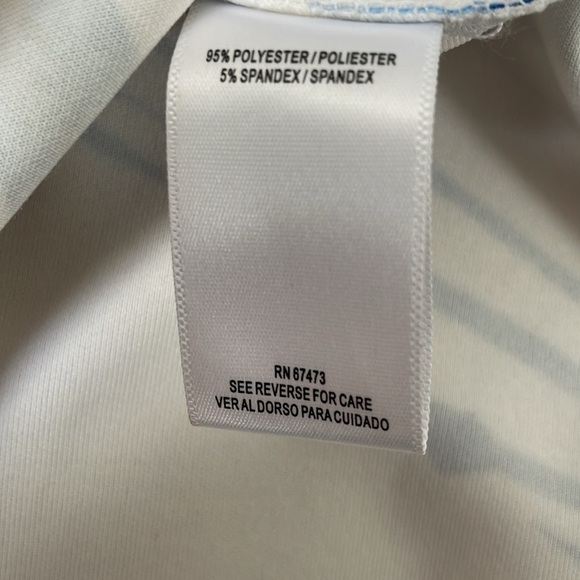 95% POLYESTER / POLIESTER
5% SPANDEX / SPANDEX
RN 67473
SEE REVERSE FOR CARE
VER AL DORSO PARA CUIDADO